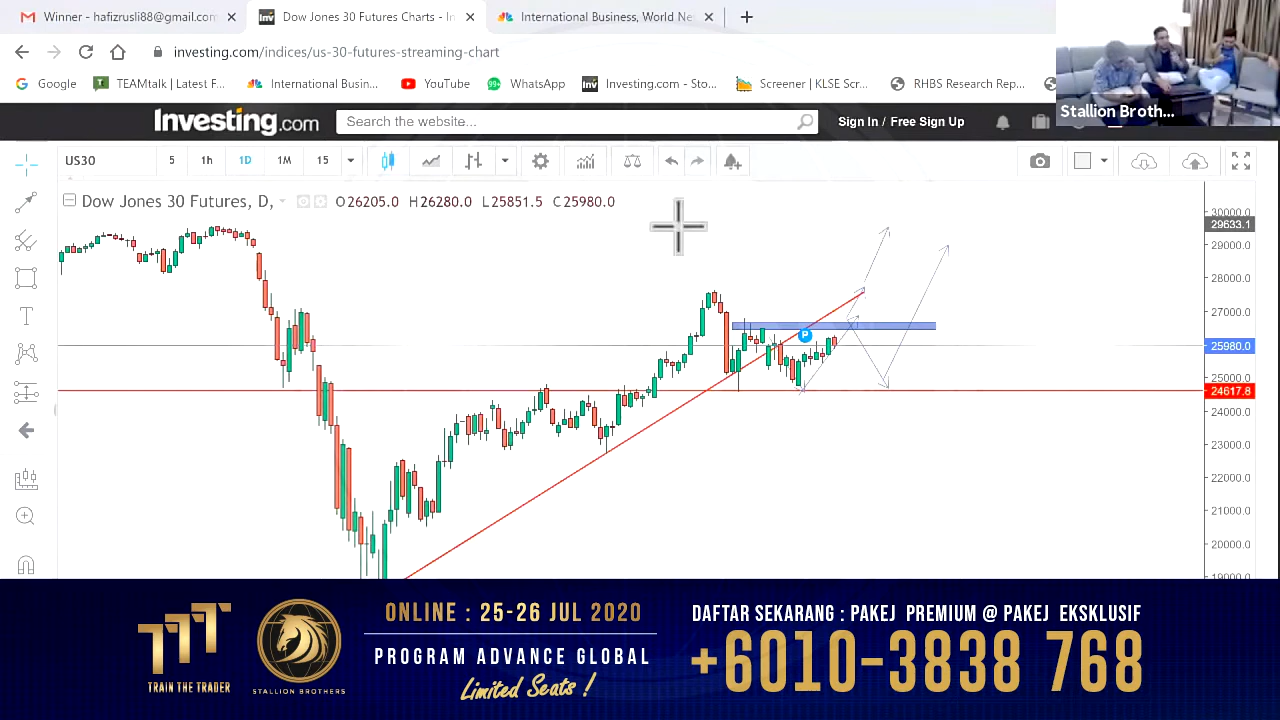 Winner - hafizrusli88@gmail.com
Dow Jones 30 Futures Charts - In
International Business, World Ne
investing.com/indices/us-30-futures-streaming-chart
Google
TEAMtalk | Latest F...
International Busin...
YouTube
99+
WhatsApp
Inv
Investing.com - Sto...
Screener | KLSE Scr...
RHBS Research Rep...
Stallion Broth...
Investing.com
Search the website...
Sign In / Free Sign Up
US30
5
1h
1D
1M
15
Dow Jones 30 Futures, D,
O26205.0 H26280.0 L25851.5 C25980.0
30000.0
29633.1
29000.0
28000.0
27000.0
P
25980.0
25000.0
24617.8
24000.0
23000.0
22000.0
21000.0
20000.0
19000.0
TTT
TRAIN THE TRADER
STALLION BROTHERS
ONLINE : 25-26 JUL 2020
PROGRAM ADVANCE GLOBAL
Limited Seats !
DAFTAR SEKARANG : PAKEJ PREMIUM @ PAKEJ EKSKLUSIF
+6010-3838 768